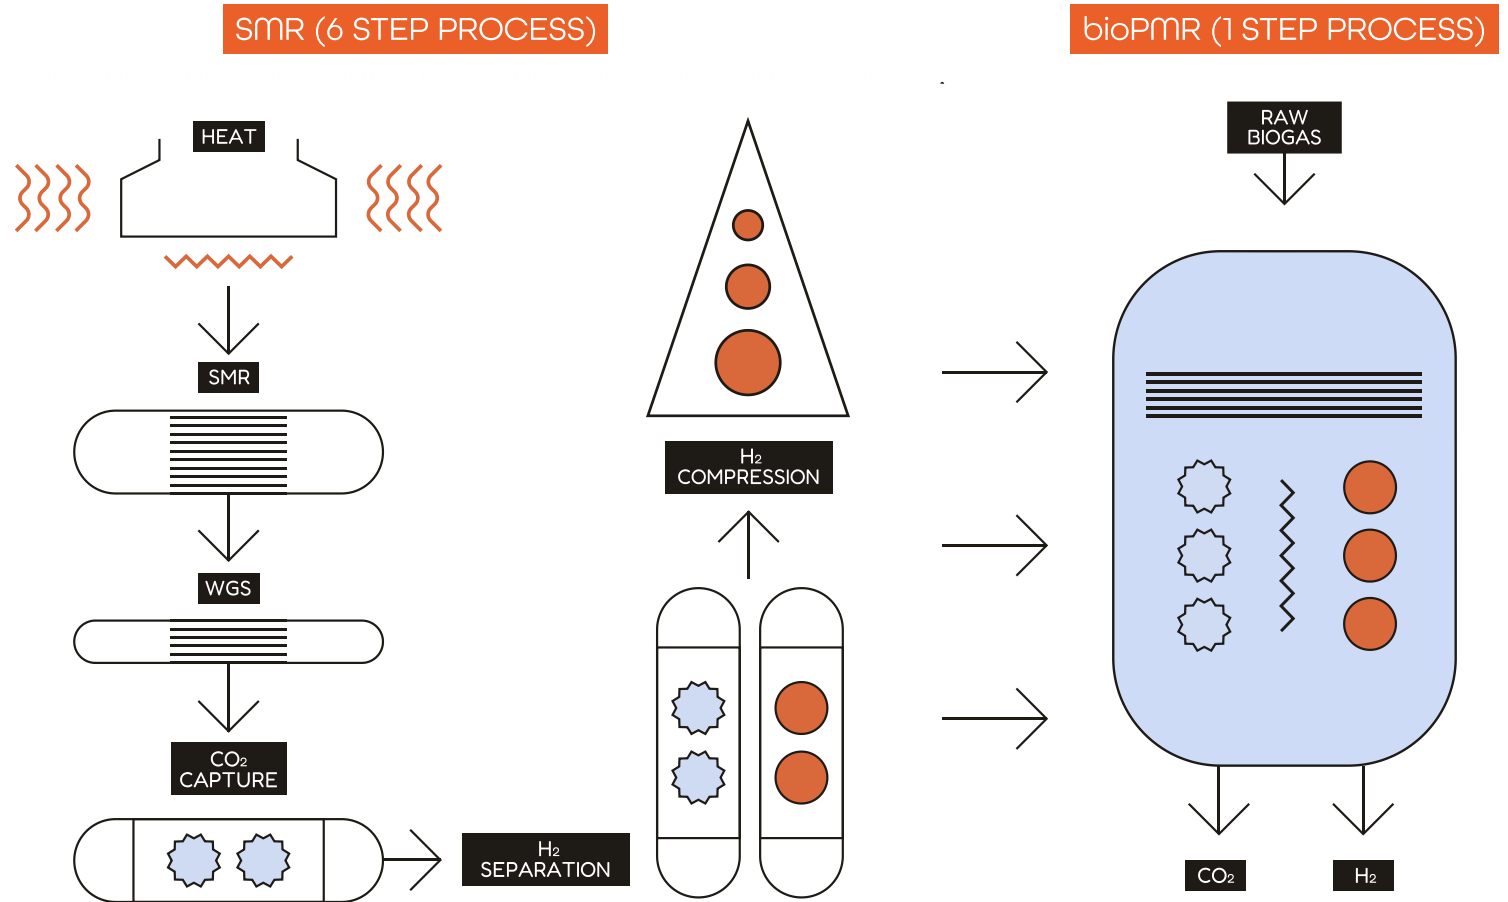 SMR (6 STEP PROCESS)
bioPMR (1 STEP PROCESS)
HEAT
SMR
WGS
CO₂
CAPTURE
H₂
SEPARATION
H₂
COMPRESSION
RAW
BIOGAS
CO₂
H₂